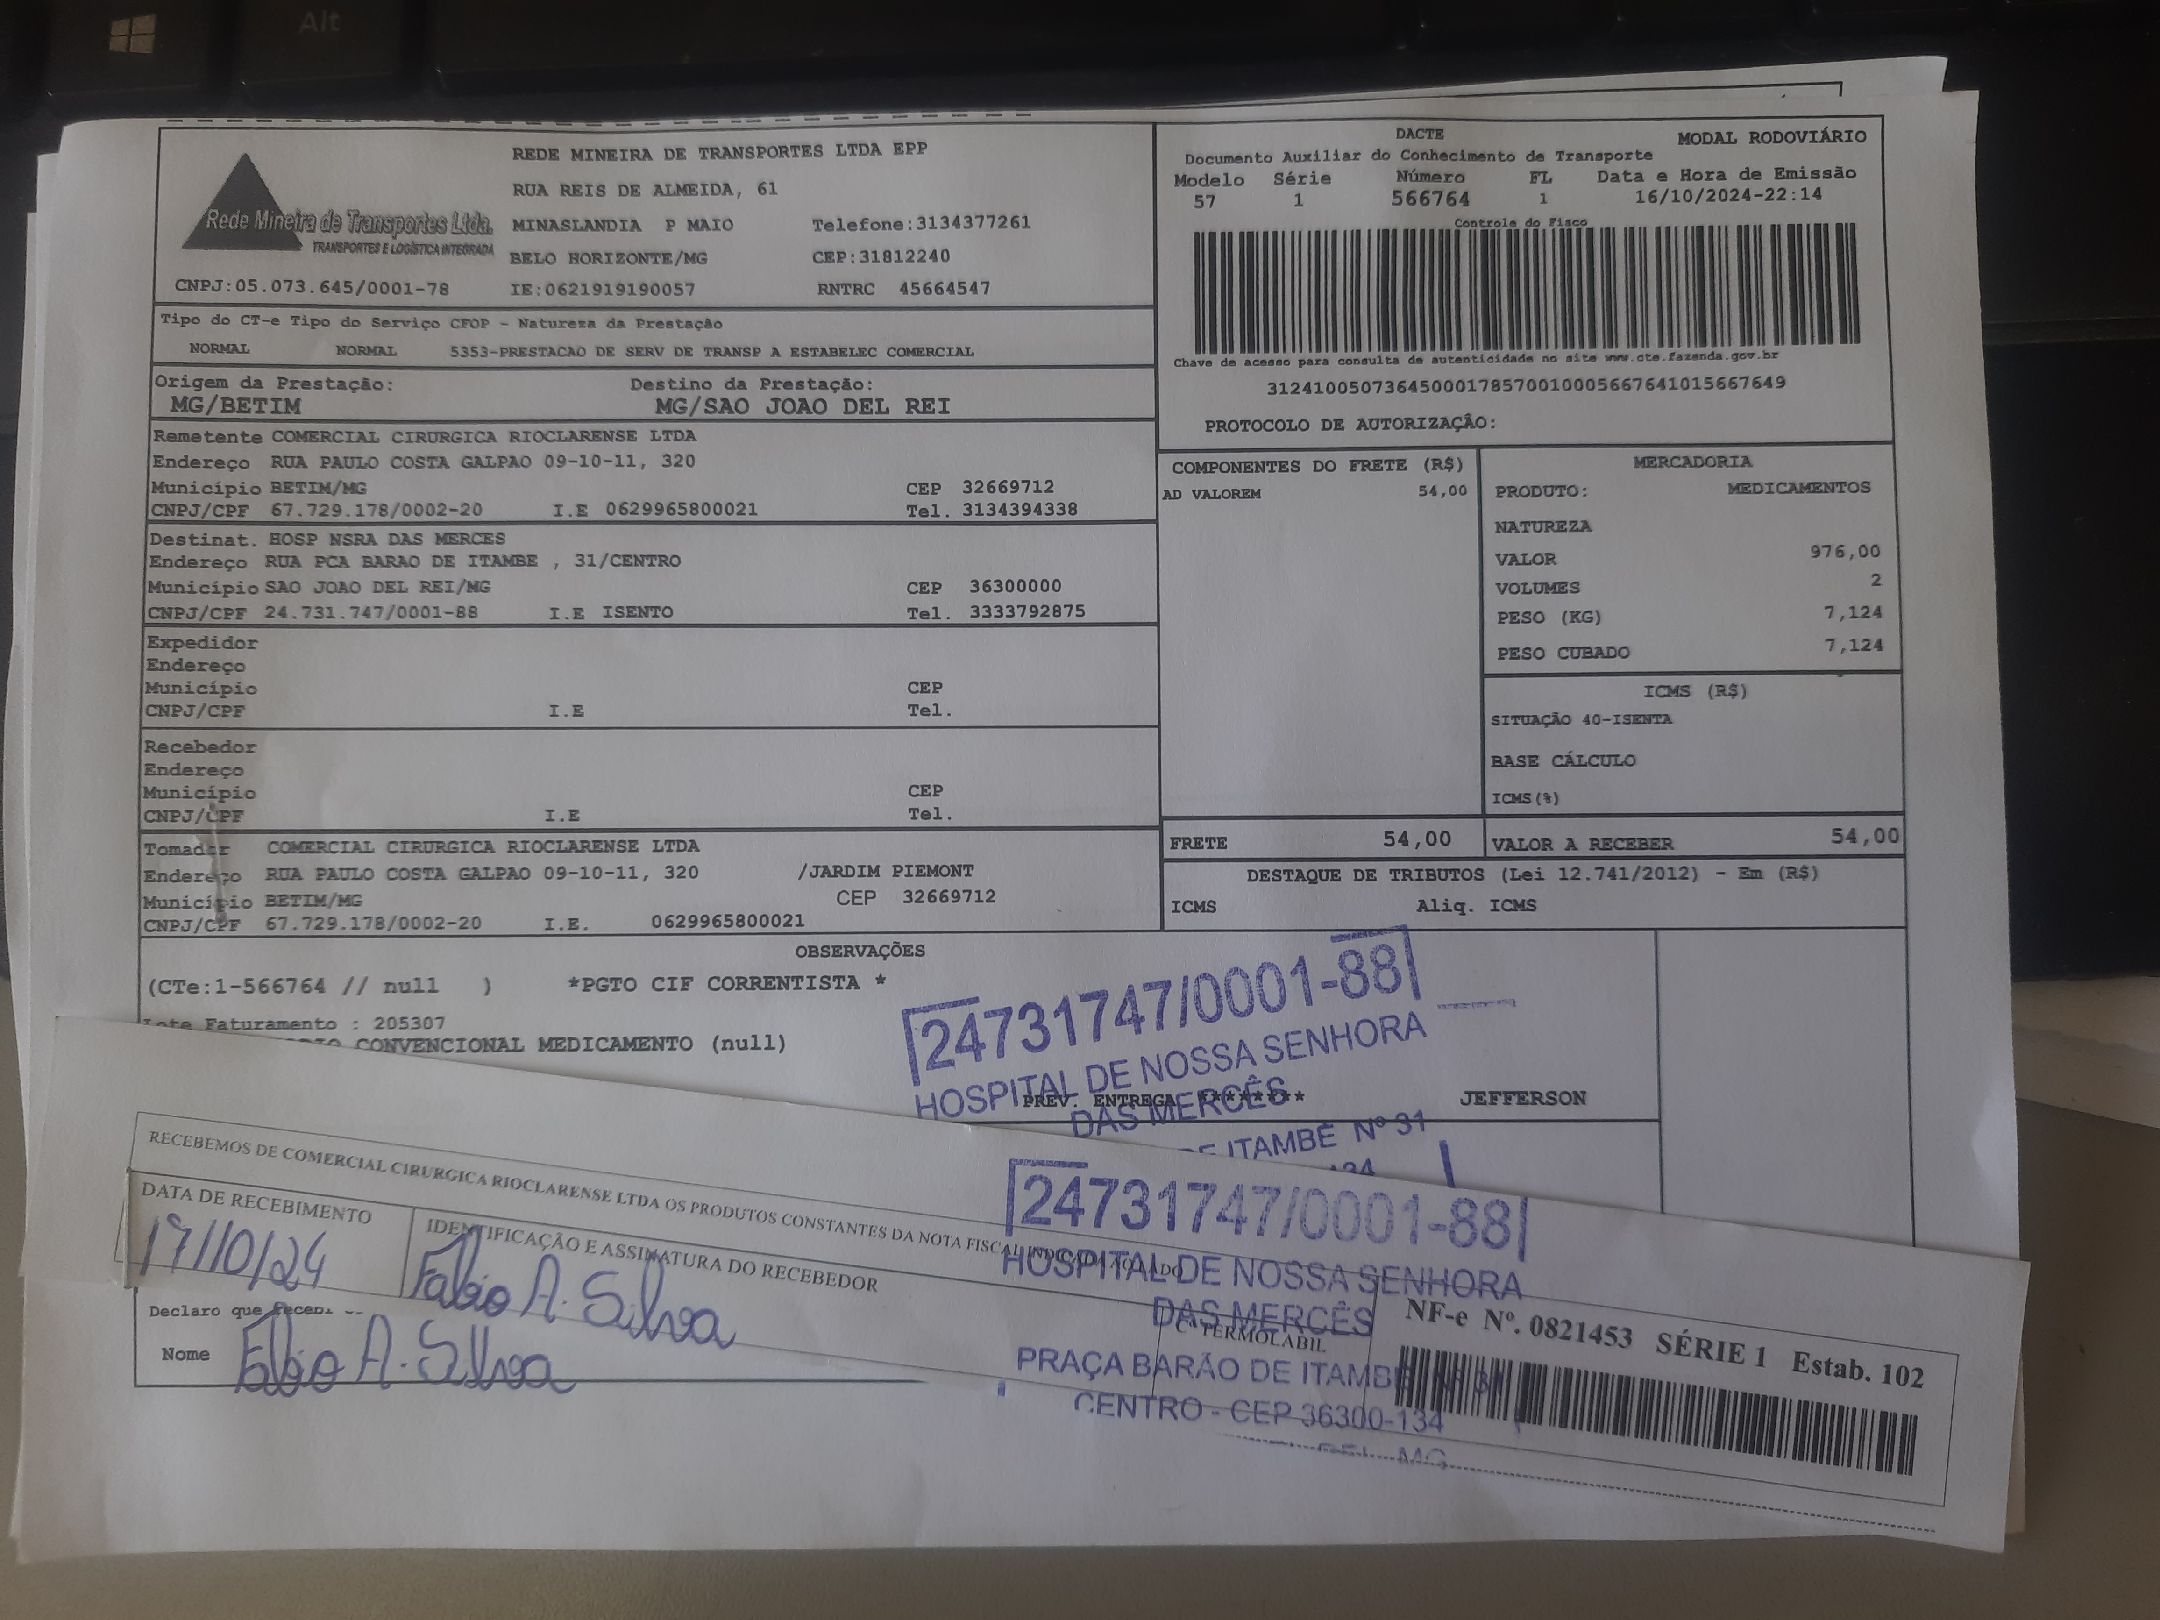 Alt
REDE MINEIRA DE TRANSPORTES LTDA EPP
RUA REIS DE ALMEIDA, 61
Rede Mineira de Transportes Ltda.
TRANSPORTES E LOGÍSTICA INTEGRADA
MINASLANDIA P MAIO Telefone:3134377261
BELO HORIZONTE/MG CEP:31812240
CNPJ:05.073.645/0001-78 IE:0621919190057 RNTRC 45664547
DACTE MODAL RODOVIÁRIO
Documento Auxiliar do Conhecimento de Transporte
Modelo Série Número FL Data e Hora de Emissão
57 1 566764 1 16/10/2024-22:14
Controle do Fisco
Chave de acesso para consulta de autenticidade no site www.cte.fazenda.gov.br
31241005073645000178570010005667641015667649
PROTOCOLO DE AUTORIZAÇÃO:
Tipo do CT-e Tipo do Serviço CFOP - Natureza da Prestação
NORMAL NORMAL 5353-PRESTACAO DE SERV DE TRANSP A ESTABELEC COMERCIAL
Origem da Prestação: Destino da Prestação:
MG/BETIM MG/SAO JOAO DEL REI
Remetente COMERCIAL CIRURGICA RIOCLARENSE LTDA
Endereço RUA PAULO COSTA GALPAO 09-10-11, 320
Município BETIM/MG CEP 32669712
CNPJ/CPF 67.729.178/0002-20 I.E 0629965800021 Tel. 3134394338
Destinat. HOSP NSRA DAS MERCES
Endereço RUA PCA BARAO DE ITAMBE , 31/CENTRO
Município SAO JOAO DEL REI/MG CEP 36300000
CNPJ/CPF 24.731.747/0001-88 I.E ISENTO Tel. 3333792875
Expedidor
Endereço
Município CEP
CNPJ/CPF I.E Tel.
Recebedor
Endereço
Município CEP
CNPJ/CPF I.E Tel.
Tomador COMERCIAL CIRURGICA RIOCLARENSE LTDA
Endereço RUA PAULO COSTA GALPAO 09-10-11, 320 /JARDIM PIEMONT
Município BETIM/MG CEP 32669712
CNPJ/CPF 67.729.178/0002-20 I.E. 0629965800021
COMPONENTES DO FRETE (R$)
AD VALOREM 54,00
MERCADORIA
PRODUTO: MEDICAMENTOS
NATUREZA
VALOR 976,00
VOLUMES 2
PESO (KG) 7,124
PESO CUBADO 7,124
ICMS (R$)
SITUAÇÃO 40-ISENTA
BASE CÁLCULO
ICMS(%)
FRETE 54,00 VALOR A RECEBER 54,00
DESTAQUE DE TRIBUTOS (Lei 12.741/2012) - Em (R$)
ICMS Aliq. ICMS
OBSERVAÇÕES
(CTe:1-566764 // null ) *PGTO CIF CORRENTISTA *
Lote Faturamento : 205307
CONVENCIONAL MEDICAMENTO (null)
24731747/0001-88
HOSPITAL DE NOSSA SENHORA
DAS MERCÊS
PREV. ENTREGA ******** JEFFERSON
DE ITAMBÉ Nº 31
RECEBEMOS DE COMERCIAL CIRURGICA RIOCLARENSE LTDA OS PRODUTOS CONSTANTES DA NOTA FISCAL INDICADA AO LADO
DATA DE RECEBIMENTO
17/10/24
IDENTIFICAÇÃO E ASSINATURA DO RECEBEDOR
Fabio A. Silva
24731747/0001-88
HOSPITAL DE NOSSA SENHORA
DAS MERCÊS
TERMOLABIL
PRAÇA BARÃO DE ITAMBÉ Nº 31
CENTRO - CEP 36300-134
MG
NF-e Nº. 0821453 SÉRIE 1 Estab. 102
Declaro que recebi
Nome Fabio A. Silva